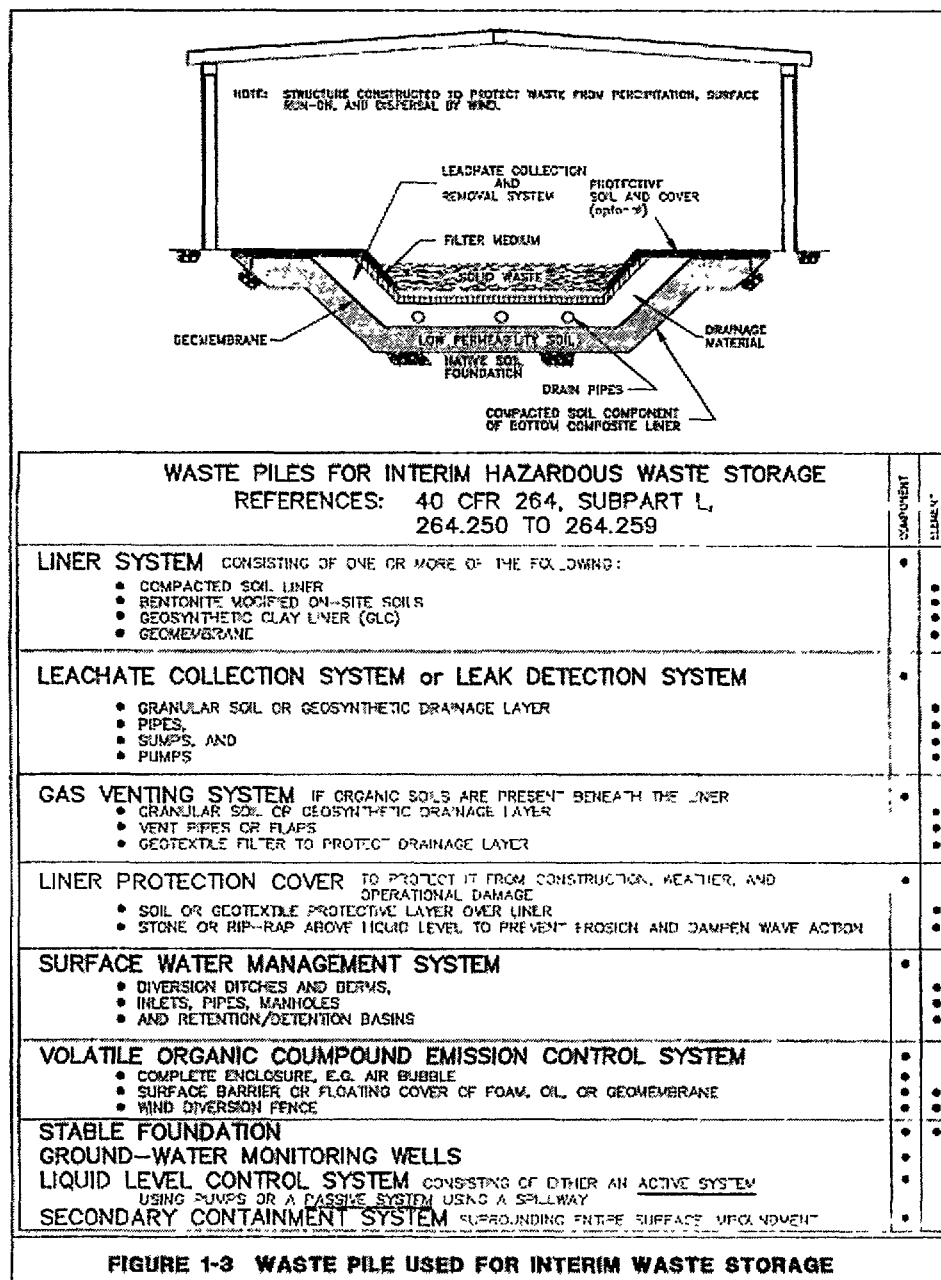 NOTE: STRUCTURE CONSTRUCTED TO PROTECT WASTE FROM PERCIPITATION, SURFACE
RUN-ON, AND DISPERSAL BY WIND.
LEACHATE COLLECTION
AND
REMOVAL SYSTEM
PROTECTIVE
SOIL AND COVER
(optional)
FILTER MEDIUM
SOLID WASTE
GEOMEMBRANE
DRAINAGE
MATERIAL
LOW PERMEABILITY SOIL
NATIVE SOIL
FOUNDATION
DRAIN PIPES
COMPACTED SOIL COMPONENT
OF BOTTOM COMPOSITE LINER
WASTE PILES FOR INTERIM HAZARDOUS WASTE STORAGE
REFERENCES: 40 CFR 264, SUBPART L,
264.250 TO 264.259
COMPONENT
ELEMENT
LINER SYSTEM CONSISTING OF ONE OR MORE OF THE FOLLOWING:
• COMPACTED SOIL LINER
• BENTONITE MODIFIED ON-SITE SOILS
• GEOSYNTHETIC CLAY LINER (GLC)
• GEOMEMBRANE
LEACHATE COLLECTION SYSTEM or LEAK DETECTION SYSTEM
• GRANULAR SOIL OR GEOSYNTHETIC DRAINAGE LAYER
• PIPES,
• SUMPS, AND
• PUMPS
GAS VENTING SYSTEM IF ORGANIC SOILS ARE PRESENT BENEATH THE LINER
• GRANULAR SOIL OR GEOSYNTHETIC DRAINAGE LAYER
• VENT PIPES OR FLAPS
• GEOTEXTILE FILTER TO PROTECT DRAINAGE LAYER
LINER PROTECTION COVER TO PROTECT IT FROM CONSTRUCTION, WEATHER, AND
OPERATIONAL DAMAGE
• SOIL OR GEOTEXTILE PROTECTIVE LAYER OVER LINER
• STONE OR RIP-RAP ABOVE LIQUID LEVEL TO PREVENT EROSION AND DAMPEN WAVE ACTION
SURFACE WATER MANAGEMENT SYSTEM
• DIVERSION DITCHES AND BERMS,
• INLETS, PIPES, MANHOLES
• AND RETENTION/DETENTION BASINS
VOLATILE ORGANIC COUMPOUND EMISSION CONTROL SYSTEM
• COMPLETE ENCLOSURE, E.G. AIR BUBBLE
• SURFACE BARRIER OR FLOATING COVER OF FOAM, OIL, OR GEOMEMBRANE
• WIND DIVERSION FENCE
STABLE FOUNDATION
GROUND-WATER MONITORING WELLS
LIQUID LEVEL CONTROL SYSTEM CONSISTING OF EITHER AN ACTIVE SYSTEM
USING PUMPS OR A PASSIVE SYSTEM USING A SPILLWAY
SECONDARY CONTAINMENT SYSTEM SURROUNDING ENTIRE SURFACE IMPOUNDMENT
FIGURE 1-3 WASTE PILE USED FOR INTERIM WASTE STORAGE